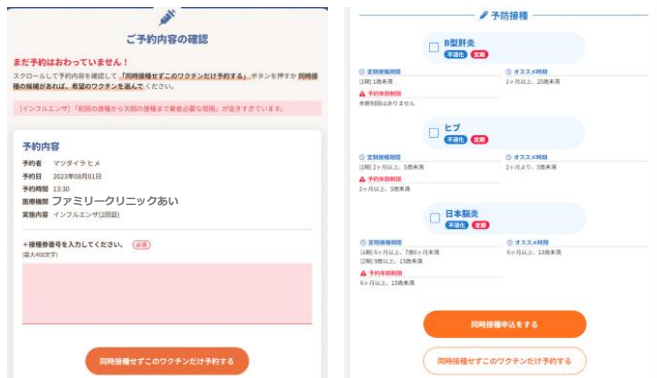 ご予約内容の確認
まだ予約はおわっていません！
スクロールして予約内容を確認して「同時接種せずこのワクチンだけ予約する」ボタンを押すか 同時接
種の候補があれば、希望のワクチンを選んでください。
[インフルエンザ]「前回の接種から次回の接種まで最低必要な間隔」が空きすぎています。
予約内容
予約者 マツダイラ ヒメ
予約日 2023年08月01日
予約時間 13:30
医療機関 ファミリークリニックあい
実施内容 インフルエンザ(2回目)
＋接種券番号を入力してください。 必須
(最大400文字)
同時接種せずこのワクチンだけ予約する
予防接種
B型肝炎
不活化 定期
定期接種期間
[1期] 1歳未満
オススメ時期
2ヶ月以上、20歳未満
予約年齢制限
年齢制限はありません
ヒブ
不活化 定期
定期接種期間
[1期] 2ヶ月以上、5歳未満
オススメ時期
2ヶ月より、5歳未満
予約年齢制限
2ヶ月以上、5歳未満
日本脳炎
不活化 定期
定期接種期間
[1期] 6ヶ月以上、7歳6ヶ月未満
[2期] 9歳以上、13歳未満
オススメ時期
6ヶ月以上、13歳未満
予約年齢制限
6ヶ月以上、13歳未満
同時接種申込をする
同時接種せずこのワクチンだけ予約する